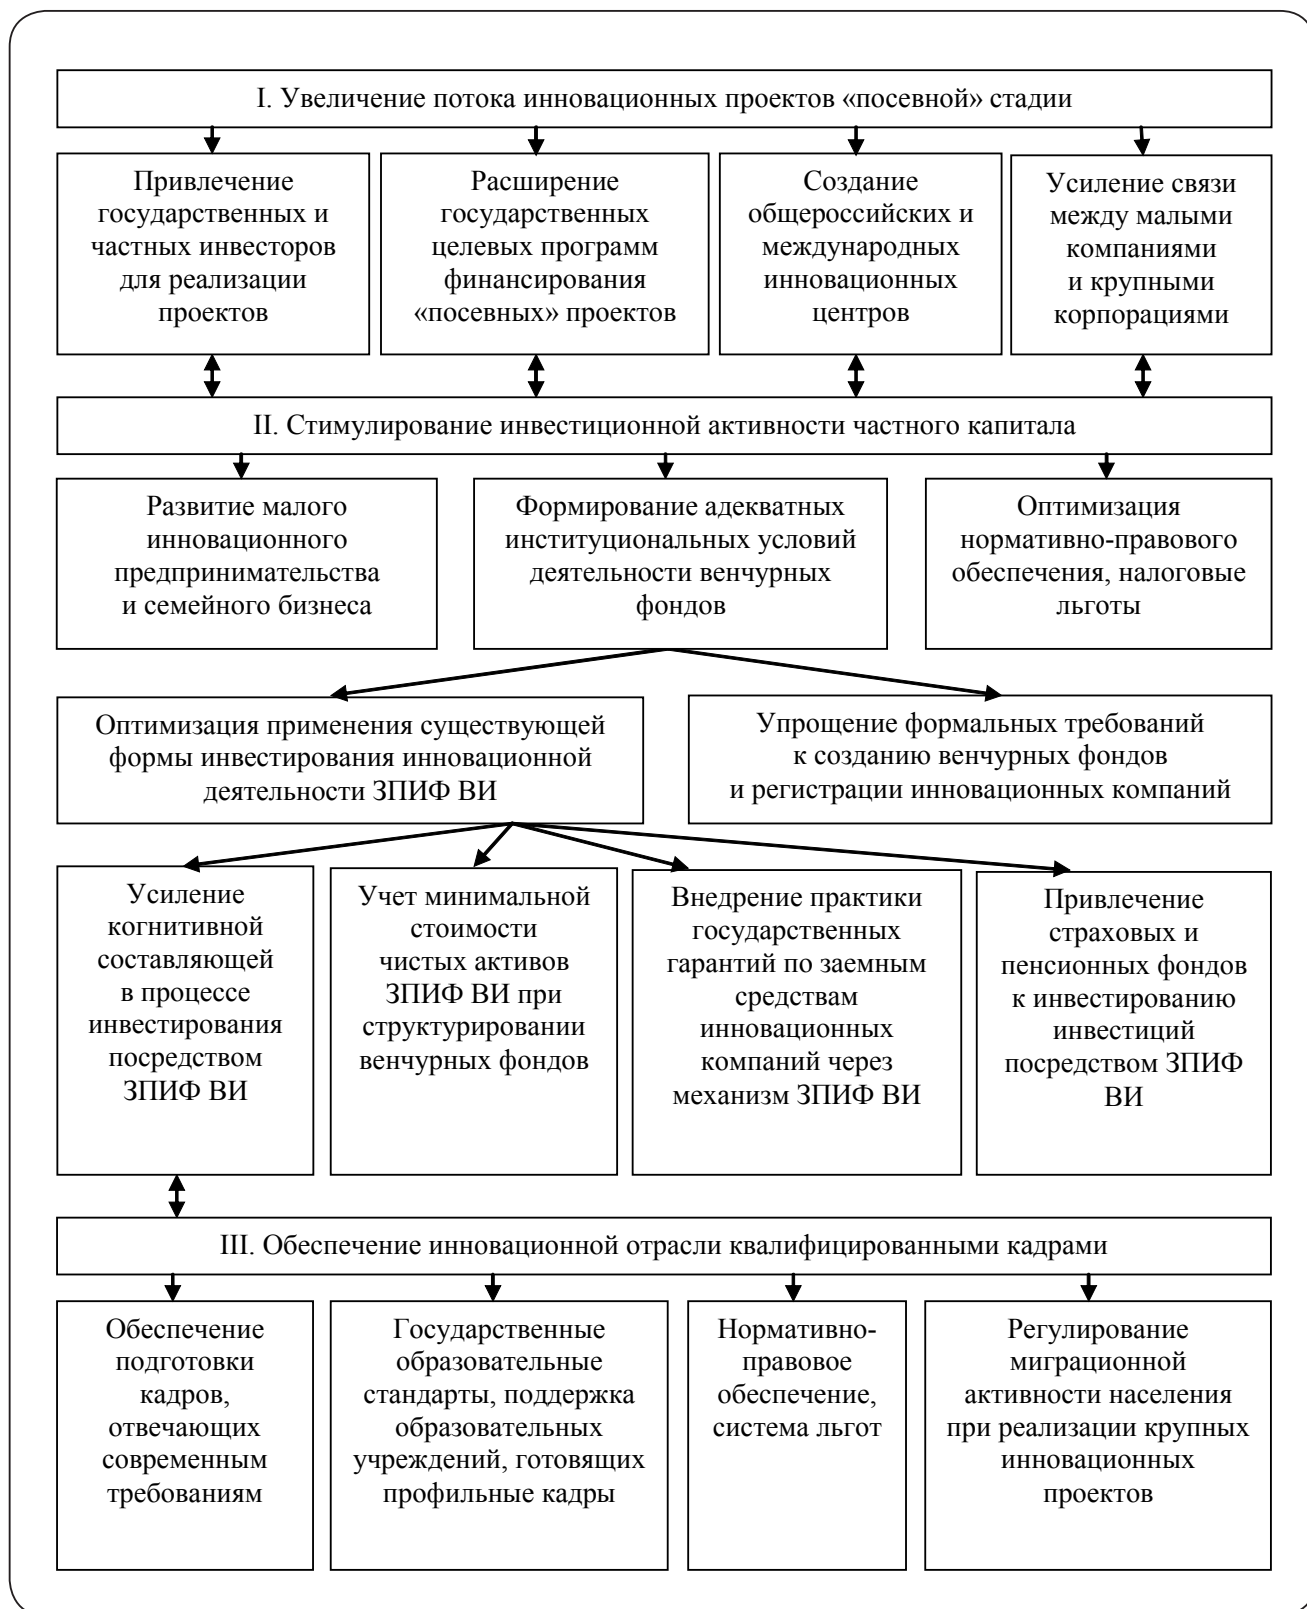 I. Увеличение потока инновационных проектов «посевной» стадии
Привлечение
государственных и
частных инвесторов
для реализации
проектов
Расширение
государственных
целевых программ
финансирования
«посевных» проектов
Создание
общероссийских и
международных
инновационных
центров
Усиление связи
между малыми
компаниями
и крупными
корпорациями
II. Стимулирование инвестиционной активности частного капитала
Развитие малого
инновационного
предпринимательства
и семейного бизнеса
Формирование адекватных
институциональных условий
деятельности венчурных
фондов
Оптимизация
нормативно-правового
обеспечения, налоговые
льготы
Оптимизация применения существующей
формы инвестирования инновационной
деятельности ЗПИФ ВИ
Упрощение формальных требований
к созданию венчурных фондов
и регистрации инновационных компаний
Усиление
когнитивной
составляющей
в процессе
инвестирования
посредством
ЗПИФ ВИ
Учет минимальной
стоимости
чистых активов
ЗПИФ ВИ при
структурировании
венчурных фондов
Внедрение практики
государственных
гарантий по заемным
средствам
инновационных
компаний через
механизм ЗПИФ ВИ
Привлечение
страховых и
пенсионных фондов
к инвестированию
инвестиций
посредством ЗПИФ
ВИ
III. Обеспечение инновационной отрасли квалифицированными кадрами
Обеспечение
подготовки
кадров,
отвечающих
современным
требованиям
Государственные
образовательные
стандарты, поддержка
образовательных
учреждений, готовящих
профильные кадры
Нормативно-
правовое
обеспечение,
система льгот
Регулирование
миграционной
активности населения
при реализации крупных
инновационных
проектов